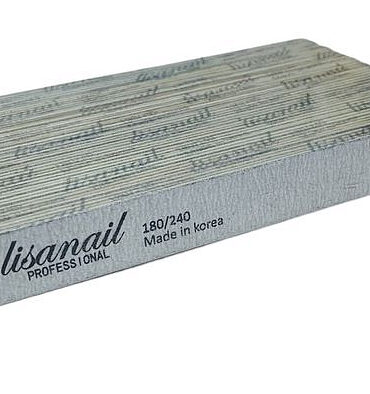 lisanail
PROFESSIONAL
180/240
Made in korea